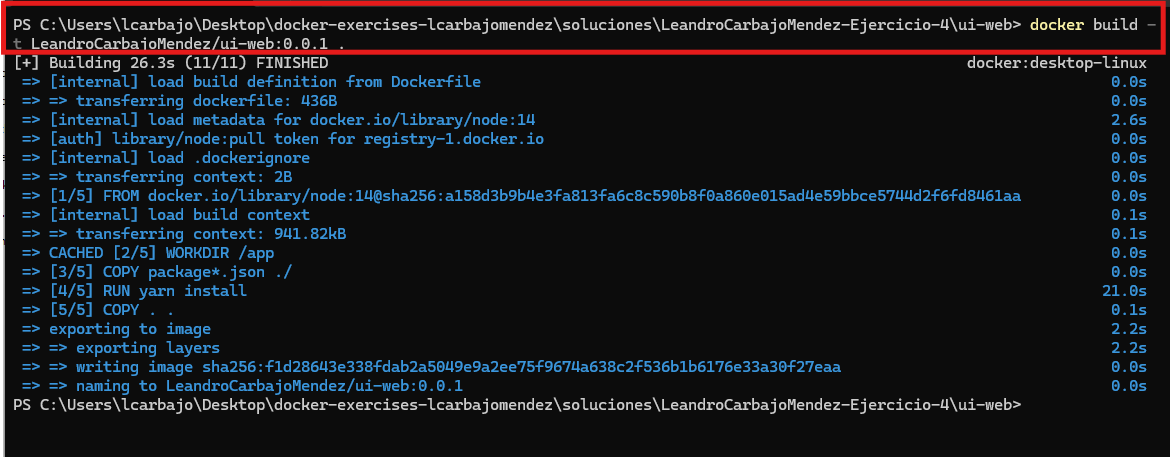 PS C:\Users\lcarbajo\Desktop\docker-exercises-lcarbajomendez\soluciones\LeandroCarbajoMendez-Ejercicio-4\ui-web> docker build -
t LeandroCarbajoMendez/ui-web:0.0.1 .
[+] Building 26.3s (11/11) FINISHED docker:desktop-linux
=> [internal] load build definition from Dockerfile 0.0s
=> => transferring dockerfile: 436B 0.0s
=> [internal] load metadata for docker.io/library/node:14 2.6s
=> [auth] library/node:pull token for registry-1.docker.io 0.0s
=> [internal] load .dockerignore 0.0s
=> => transferring context: 2B 0.0s
=> [1/5] FROM docker.io/library/node:14@sha256:a158d3b9b4e3fa813fa6c8c590b8f0a860e015ad4e59bbce5744d2f6fd8461aa 0.0s
=> [internal] load build context 0.1s
=> => transferring context: 941.82kB 0.1s
=> CACHED [2/5] WORKDIR /app 0.0s
=> [3/5] COPY package*.json ./ 0.0s
=> [4/5] RUN yarn install 21.0s
=> [5/5] COPY . . 0.1s
=> exporting to image 2.2s
=> => exporting layers 2.2s
=> => writing image sha256:f1d28643e338fdab2a5049e9a2ee75f9674a638c2f536b1b6176e33a30f27eaa 0.0s
=> => naming to LeandroCarbajoMendez/ui-web:0.0.1 0.0s
PS C:\Users\lcarbajo\Desktop\docker-exercises-lcarbajomendez\soluciones\LeandroCarbajoMendez-Ejercicio-4\ui-web>